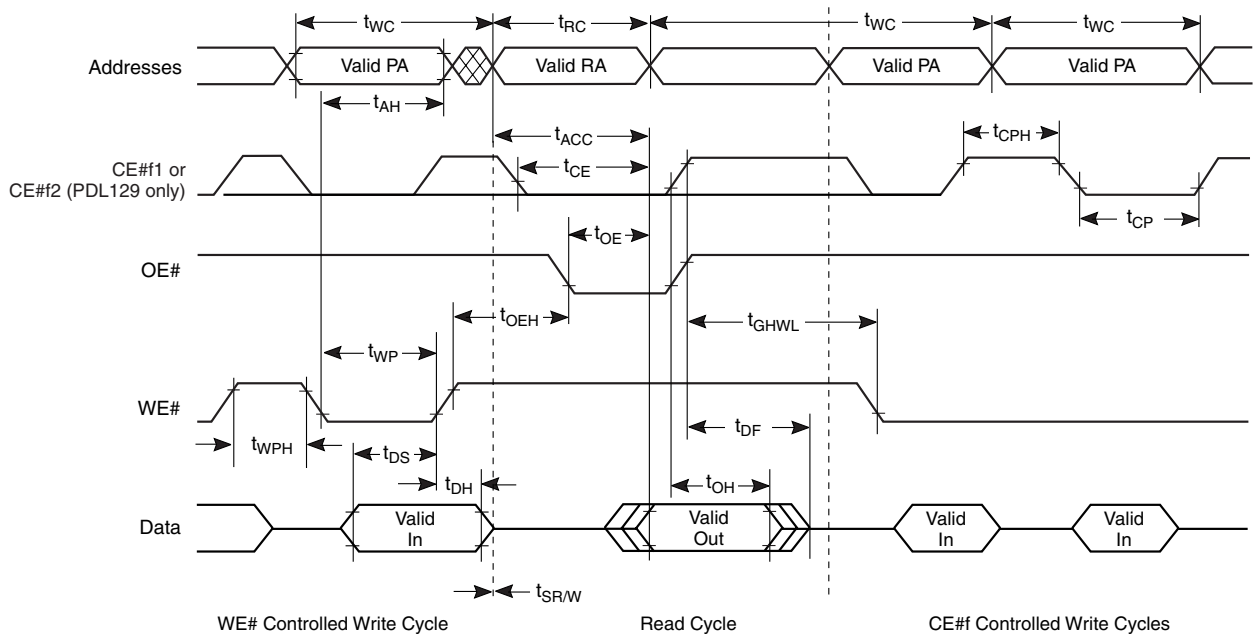 tWC
tRC
tWC
tWC
Addresses
Valid PA
Valid RA
Valid PA
Valid PA
tAH
tACC
tCPH
CE#f1 or
CE#f2 (PDL129 only)
tCE
tCP
tOE
OE#
tOEH
tGHWL
tWP
WE#
tWPH
tDS
tDF
tDH
tOH
Data
Valid
In
Valid
Out
Valid
In
Valid
In
tSR/W
WE# Controlled Write Cycle
Read Cycle
CE#f Controlled Write Cycles